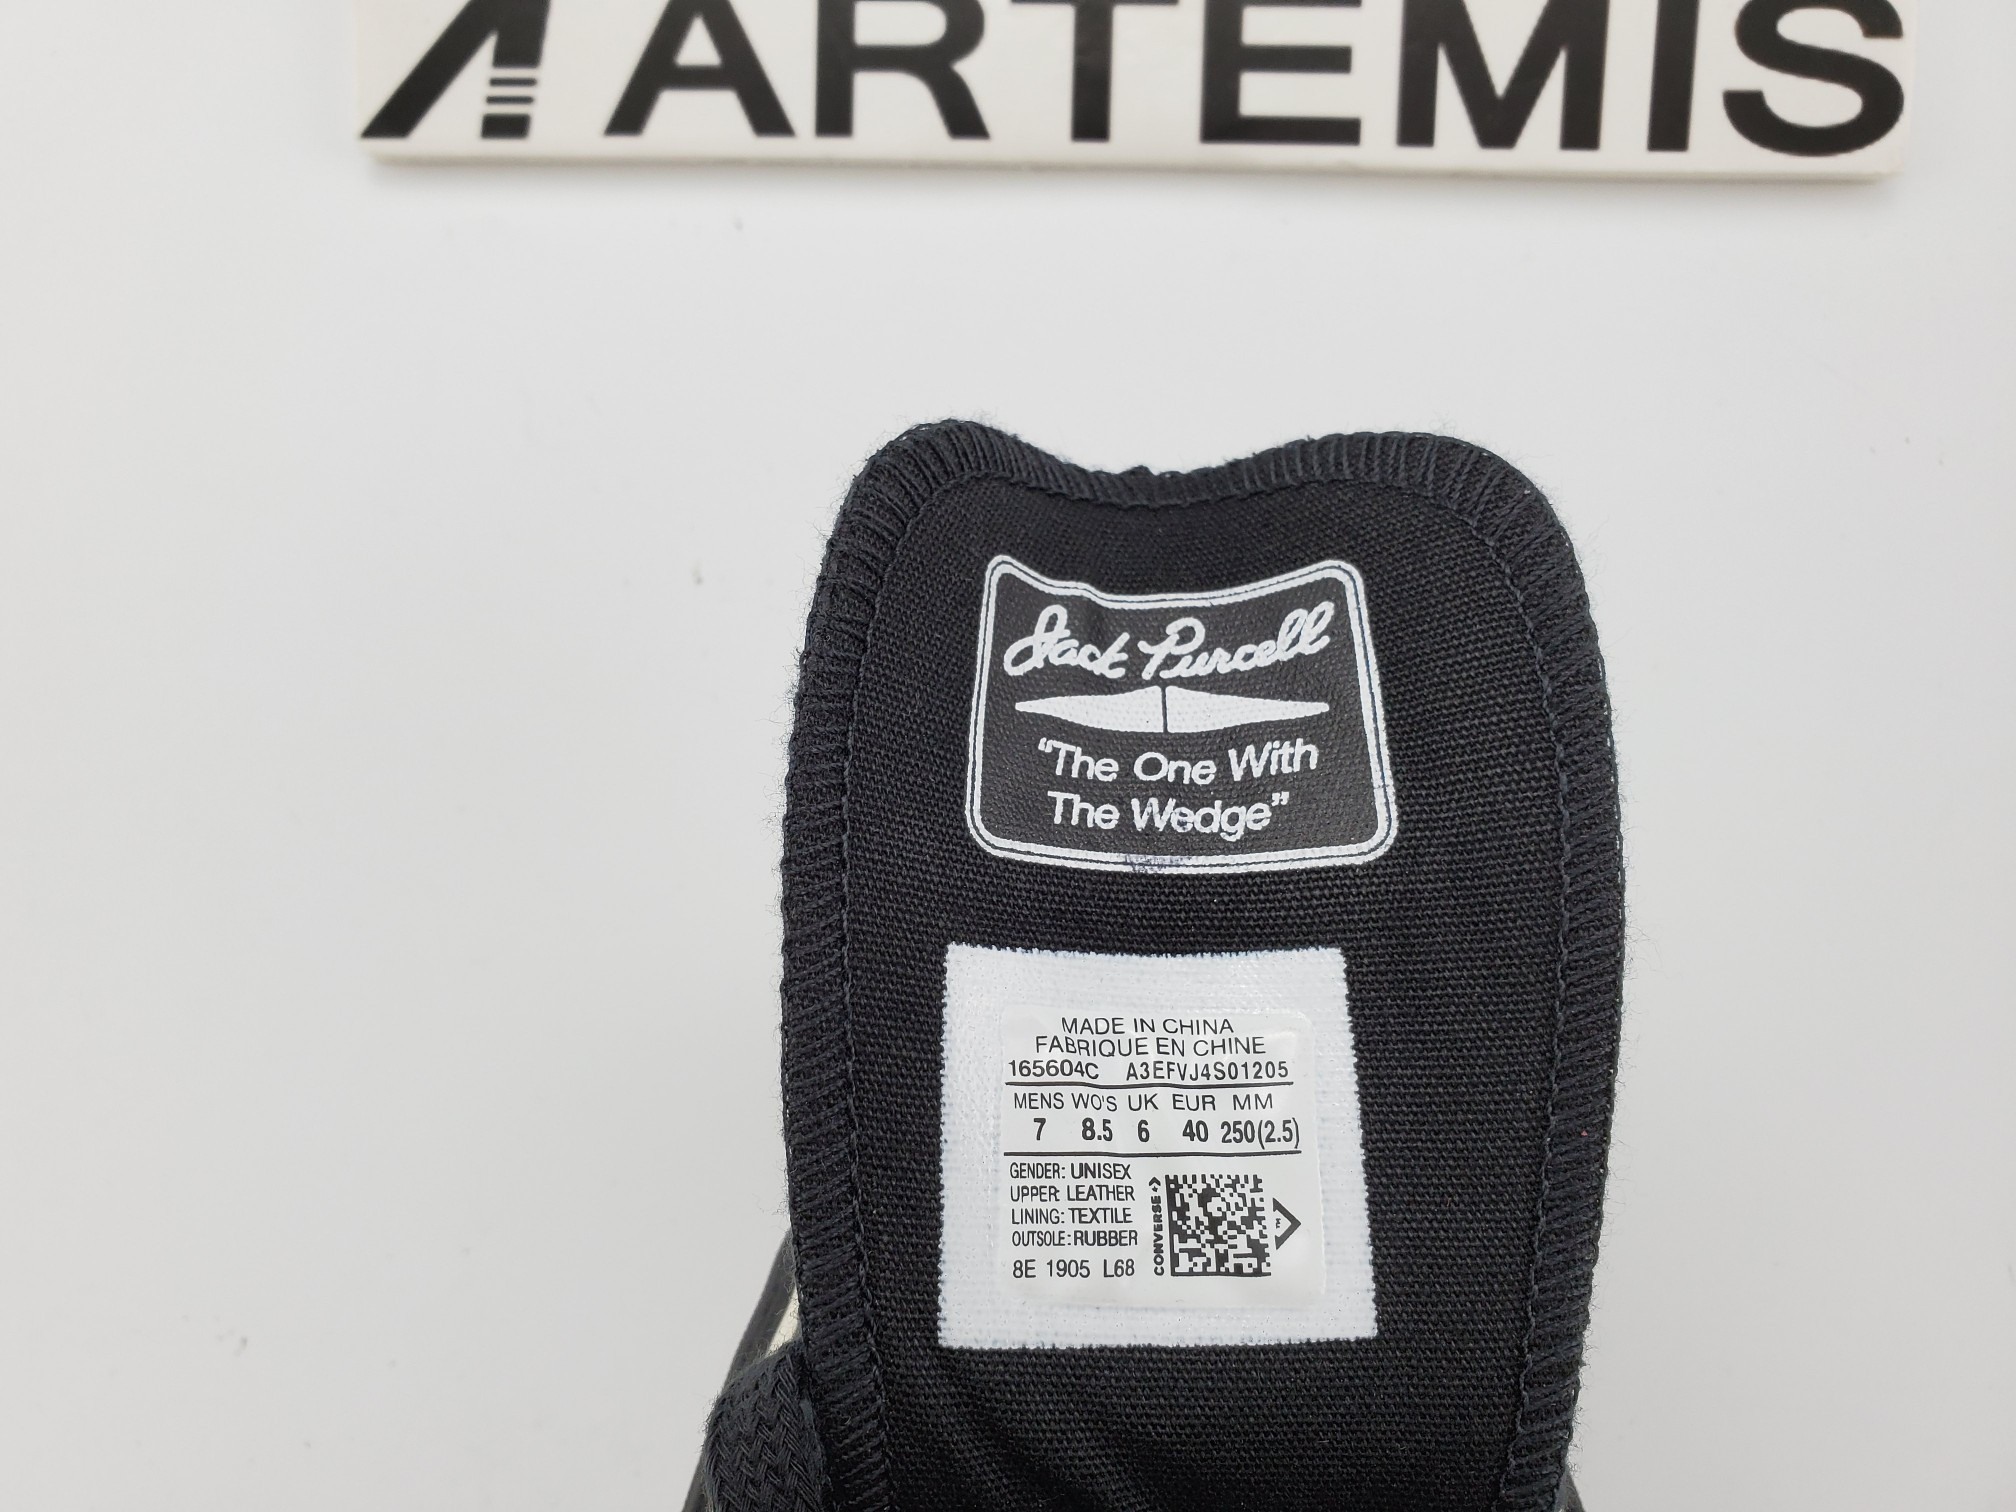 ARTEMIS
Jack Purcell
"The One With
The Wedge"
MADE IN CHINA
FABRIQUE EN CHINE
165604C A3EFVJ4S01205
MENS WO'S UK EUR MM
7 8.5 6 40 250(2.5)
GENDER: UNISEX
UPPER: LEATHER
LINING: TEXTILE
OUTSOLE: RUBBER
8E 1905 L68
CONVERSE
TM